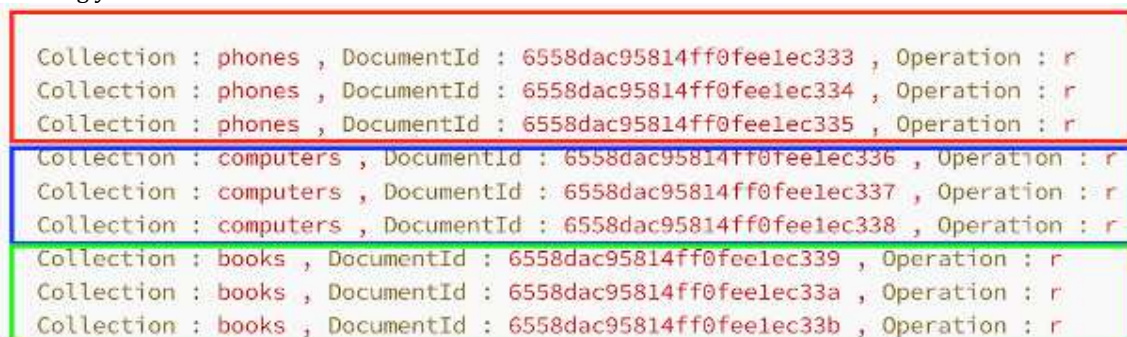 Collection : phones , DocumentId : 6558dac95814ff0fee1ec333 , Operation : r
Collection : phones , DocumentId : 6558dac95814ff0fee1ec334 , Operation : r
Collection : phones , DocumentId : 6558dac95814ff0fee1ec335 , Operation : r
Collection : computers , DocumentId : 6558dac95814ff0fee1ec336 , Operation : r
Collection : computers , DocumentId : 6558dac95814ff0fee1ec337 , Operation : r
Collection : computers , DocumentId : 6558dac95814ff0fee1ec338 , Operation : r
Collection : books , DocumentId : 6558dac95814ff0fee1ec339 , Operation : r
Collection : books , DocumentId : 6558dac95814ff0fee1ec33a , Operation : r
Collection : books , DocumentId : 6558dac95814ff0fee1ec33b , Operation : r